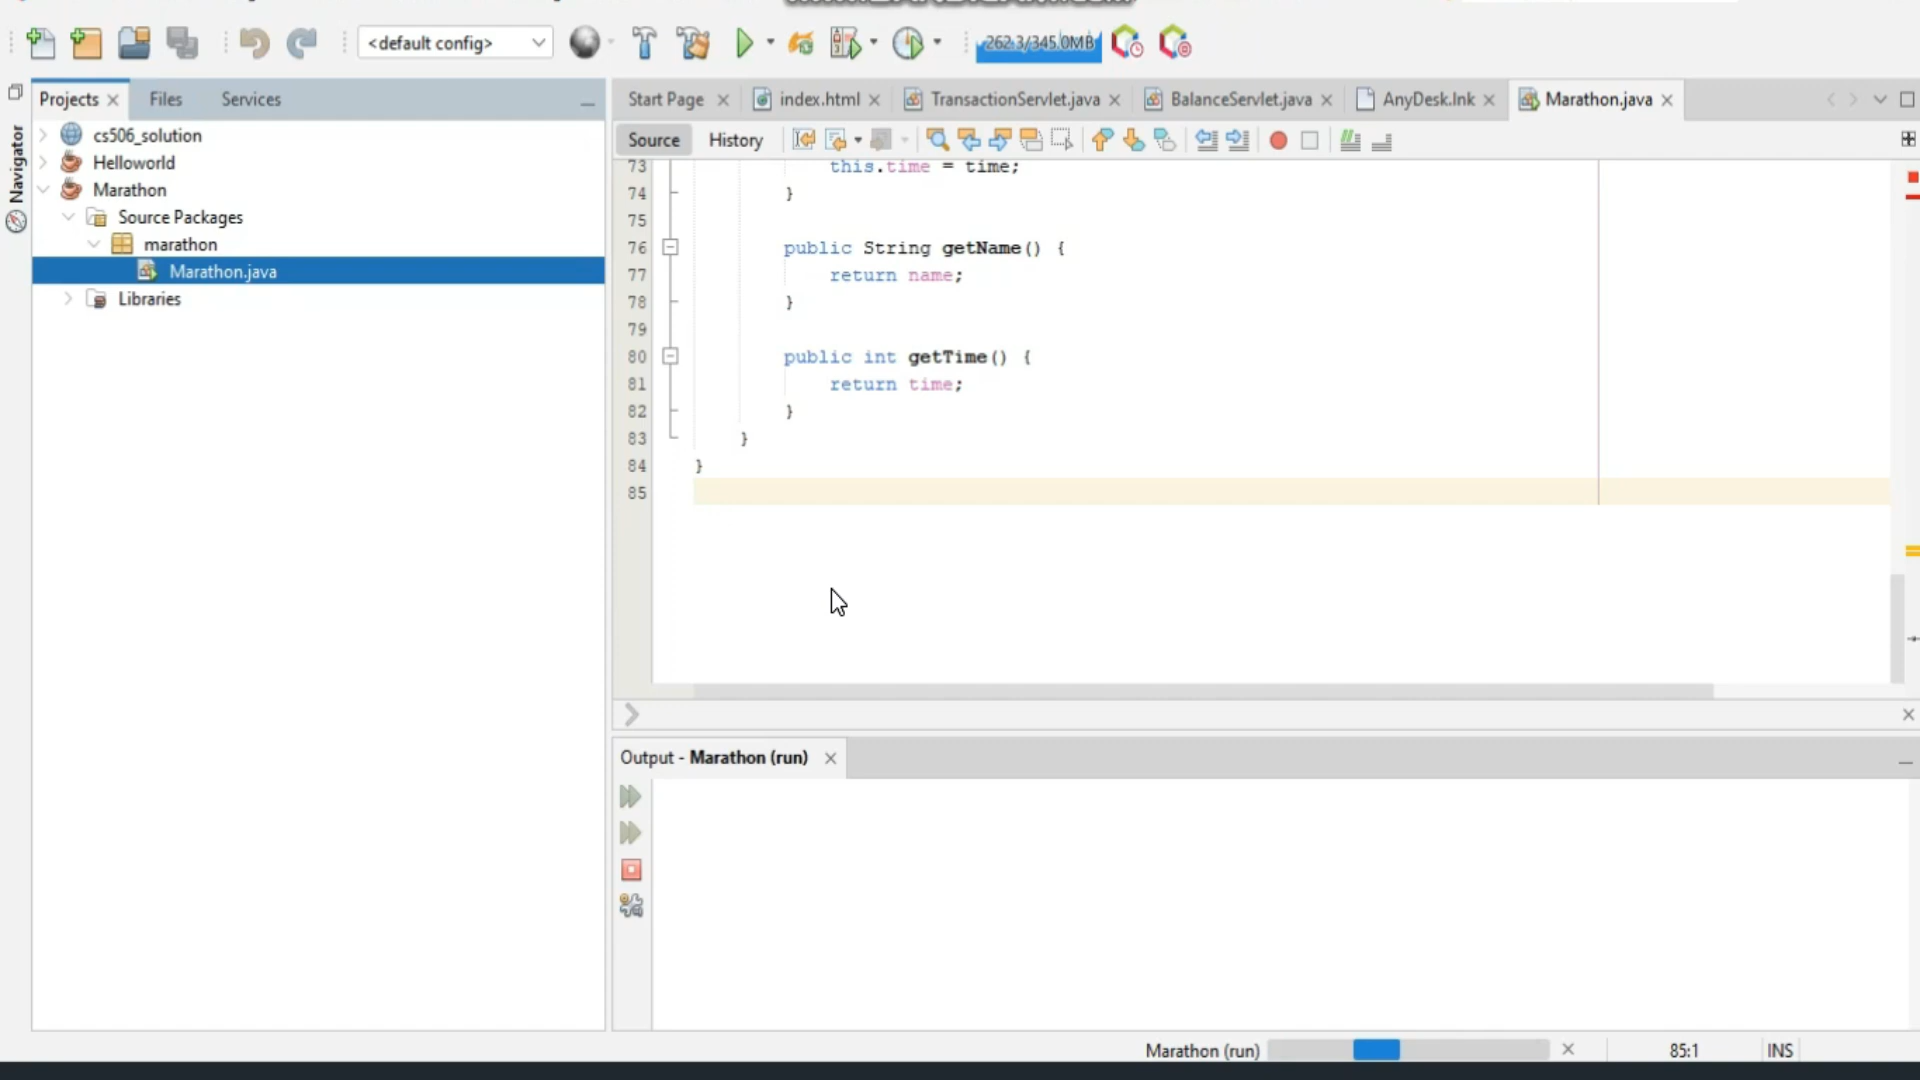 <default config>
262.3/345.0MB
Projects
Files
Services
Start Page
index.html
TransactionServlet.java
BalanceServlet.java
AnyDesk.lnk
Marathon.java
Navigator
Source
History
cs506_solution
Helloworld
Marathon
Source Packages
marathon
Marathon.java
Libraries
73 this.time = time;
74 }
75
76 public String getName() {
77 return name;
78 }
79
80 public int getTime() {
81 return time;
82 }
83 }
84 }
85
Output - Marathon (run)
Marathon (run)
85:1
INS